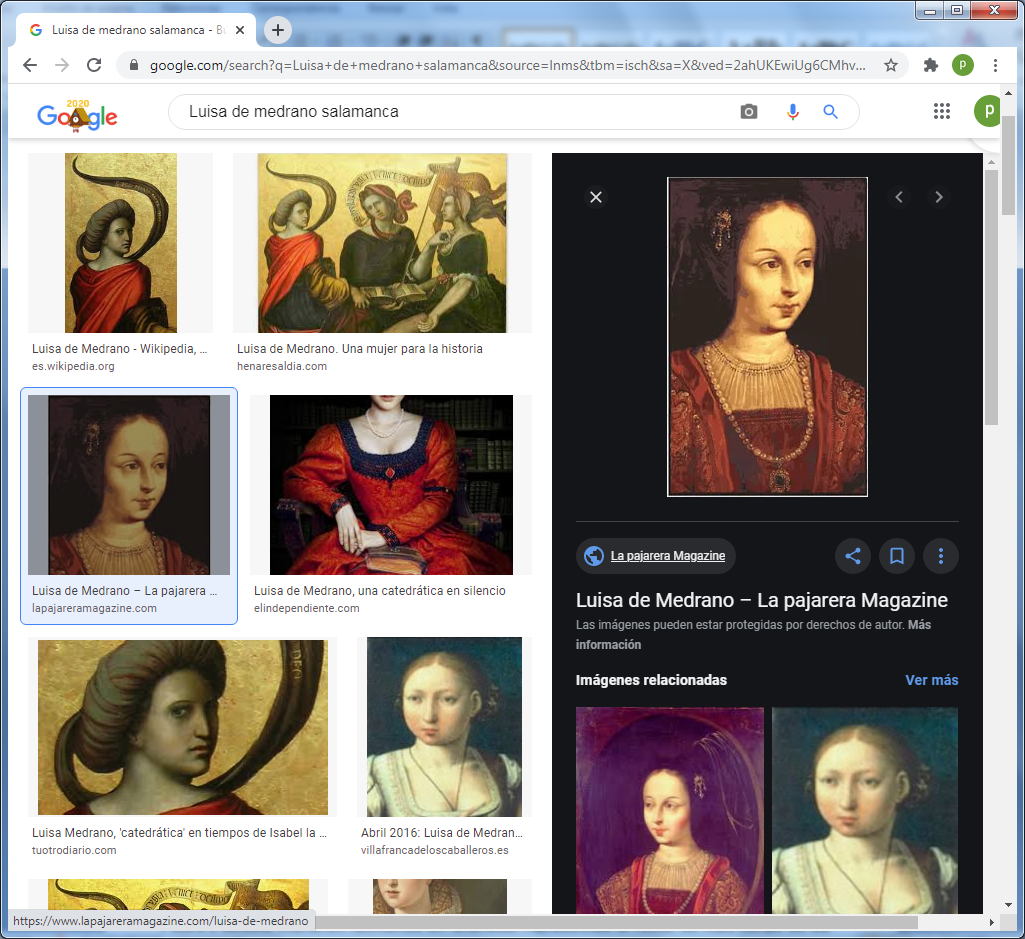 Luisa de medrano salamanca - Bu
google.com/search?q=Luisa+de+medrano+salamanca&source=lnms&tbm=isch&sa=X&ved=2ahUKEwiUg6CMhv...
P
2020
Google
Luisa de medrano salamanca
p
Luisa de Medrano - Wikipedia, ...
es.wikipedia.org
Luisa de Medrano. Una mujer para la historia
henaresaldia.com
Luisa de Medrano – La pajarera ...
lapajareramagazine.com
Luisa de Medrano, una catedrática en silencio
elindependiente.com
Luisa Medrano, 'catedrática' en tiempos de Isabel la ...
tuotrodiario.com
Abril 2016: Luisa de Medran...
villafrancadeloscaballeros.es
La pajarera Magazine
Luisa de Medrano – La pajarera Magazine
Las imágenes pueden estar protegidas por derechos de autor. Más
información
Imágenes relacionadas
Ver más
https://www.lapajareramagazine.com/luisa-de-medrano